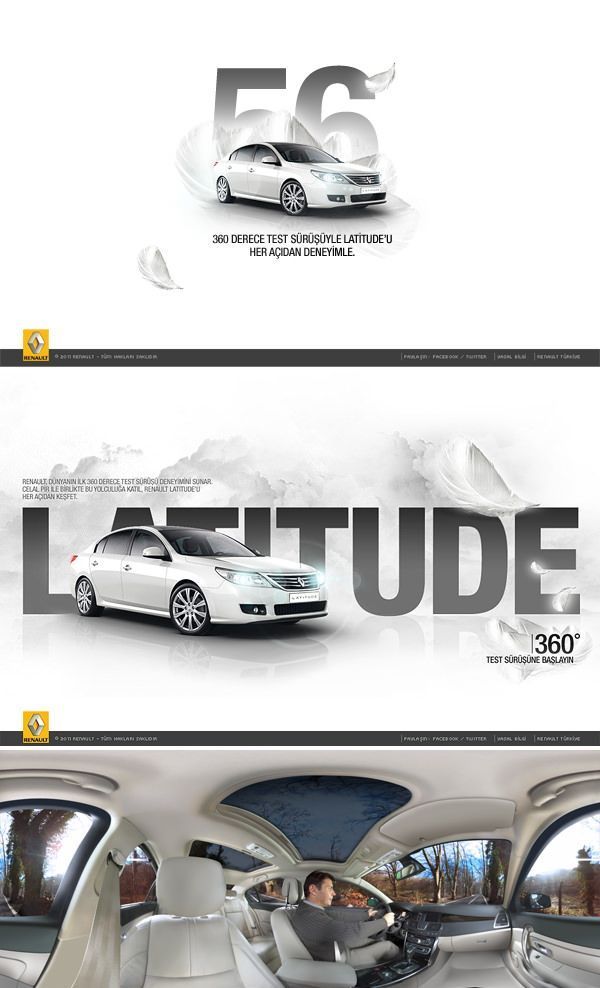 56
LATITUDE
360 DERECE TEST SÜRÜŞÜYLE LATİTUDE'U
HER AÇIDAN DENEYİMLE.
RENAULT
© 2011 RENAULT - TÜM HAKLARI SAKLIDIR
PAYLAŞIN: FACEBOOK / TWITTER
YASAL BİLGİ
RENAULT TÜRKİYE
RENAULT, DÜNYANIN İLK 360 DERECE TEST SÜRÜŞÜ DENEYİMİNİ SUNAR.
CELAL PİR İLE BİRLİKTE BU YOLCULUĞA KATIL, RENAULT LATITUDE'U
HER AÇIDAN KEŞFET.
LATITUDE
LATITUDE
360°
TEST SÜRÜŞÜNE BAŞLAYIN
RENAULT
© 2011 RENAULT - TÜM HAKLARI SAKLIDIR
PAYLAŞIN: FACEBOOK / TWITTER
YASAL BİLGİ
RENAULT TÜRKİYE